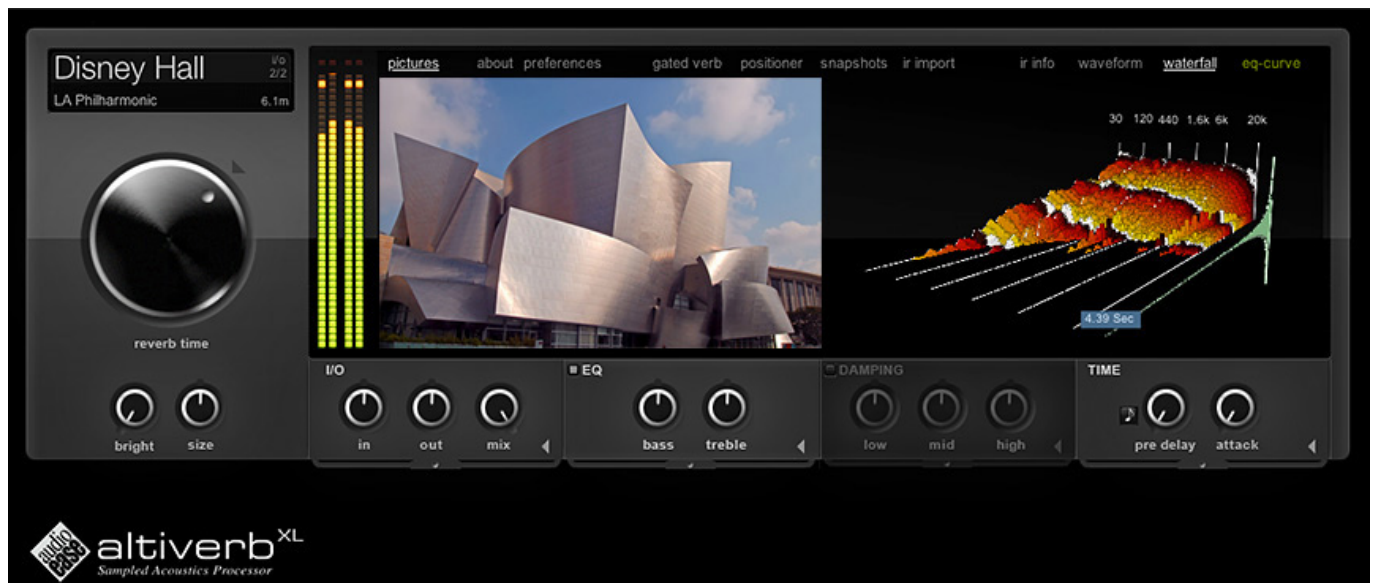 Disney Hall
i/o
2/2
LA Philharmonic 6.1m
pictures about preferences gated verb positioner snapshots ir import ir info waveform waterfall eq-curve
30 120 440 1.6k 6k 20k
4.39 Sec
reverb time
bright size
I/O EQ DAMPING TIME
in out mix bass treble low mid high pre delay attack
audio ease
altiverb XL
Sampled Acoustics Processor